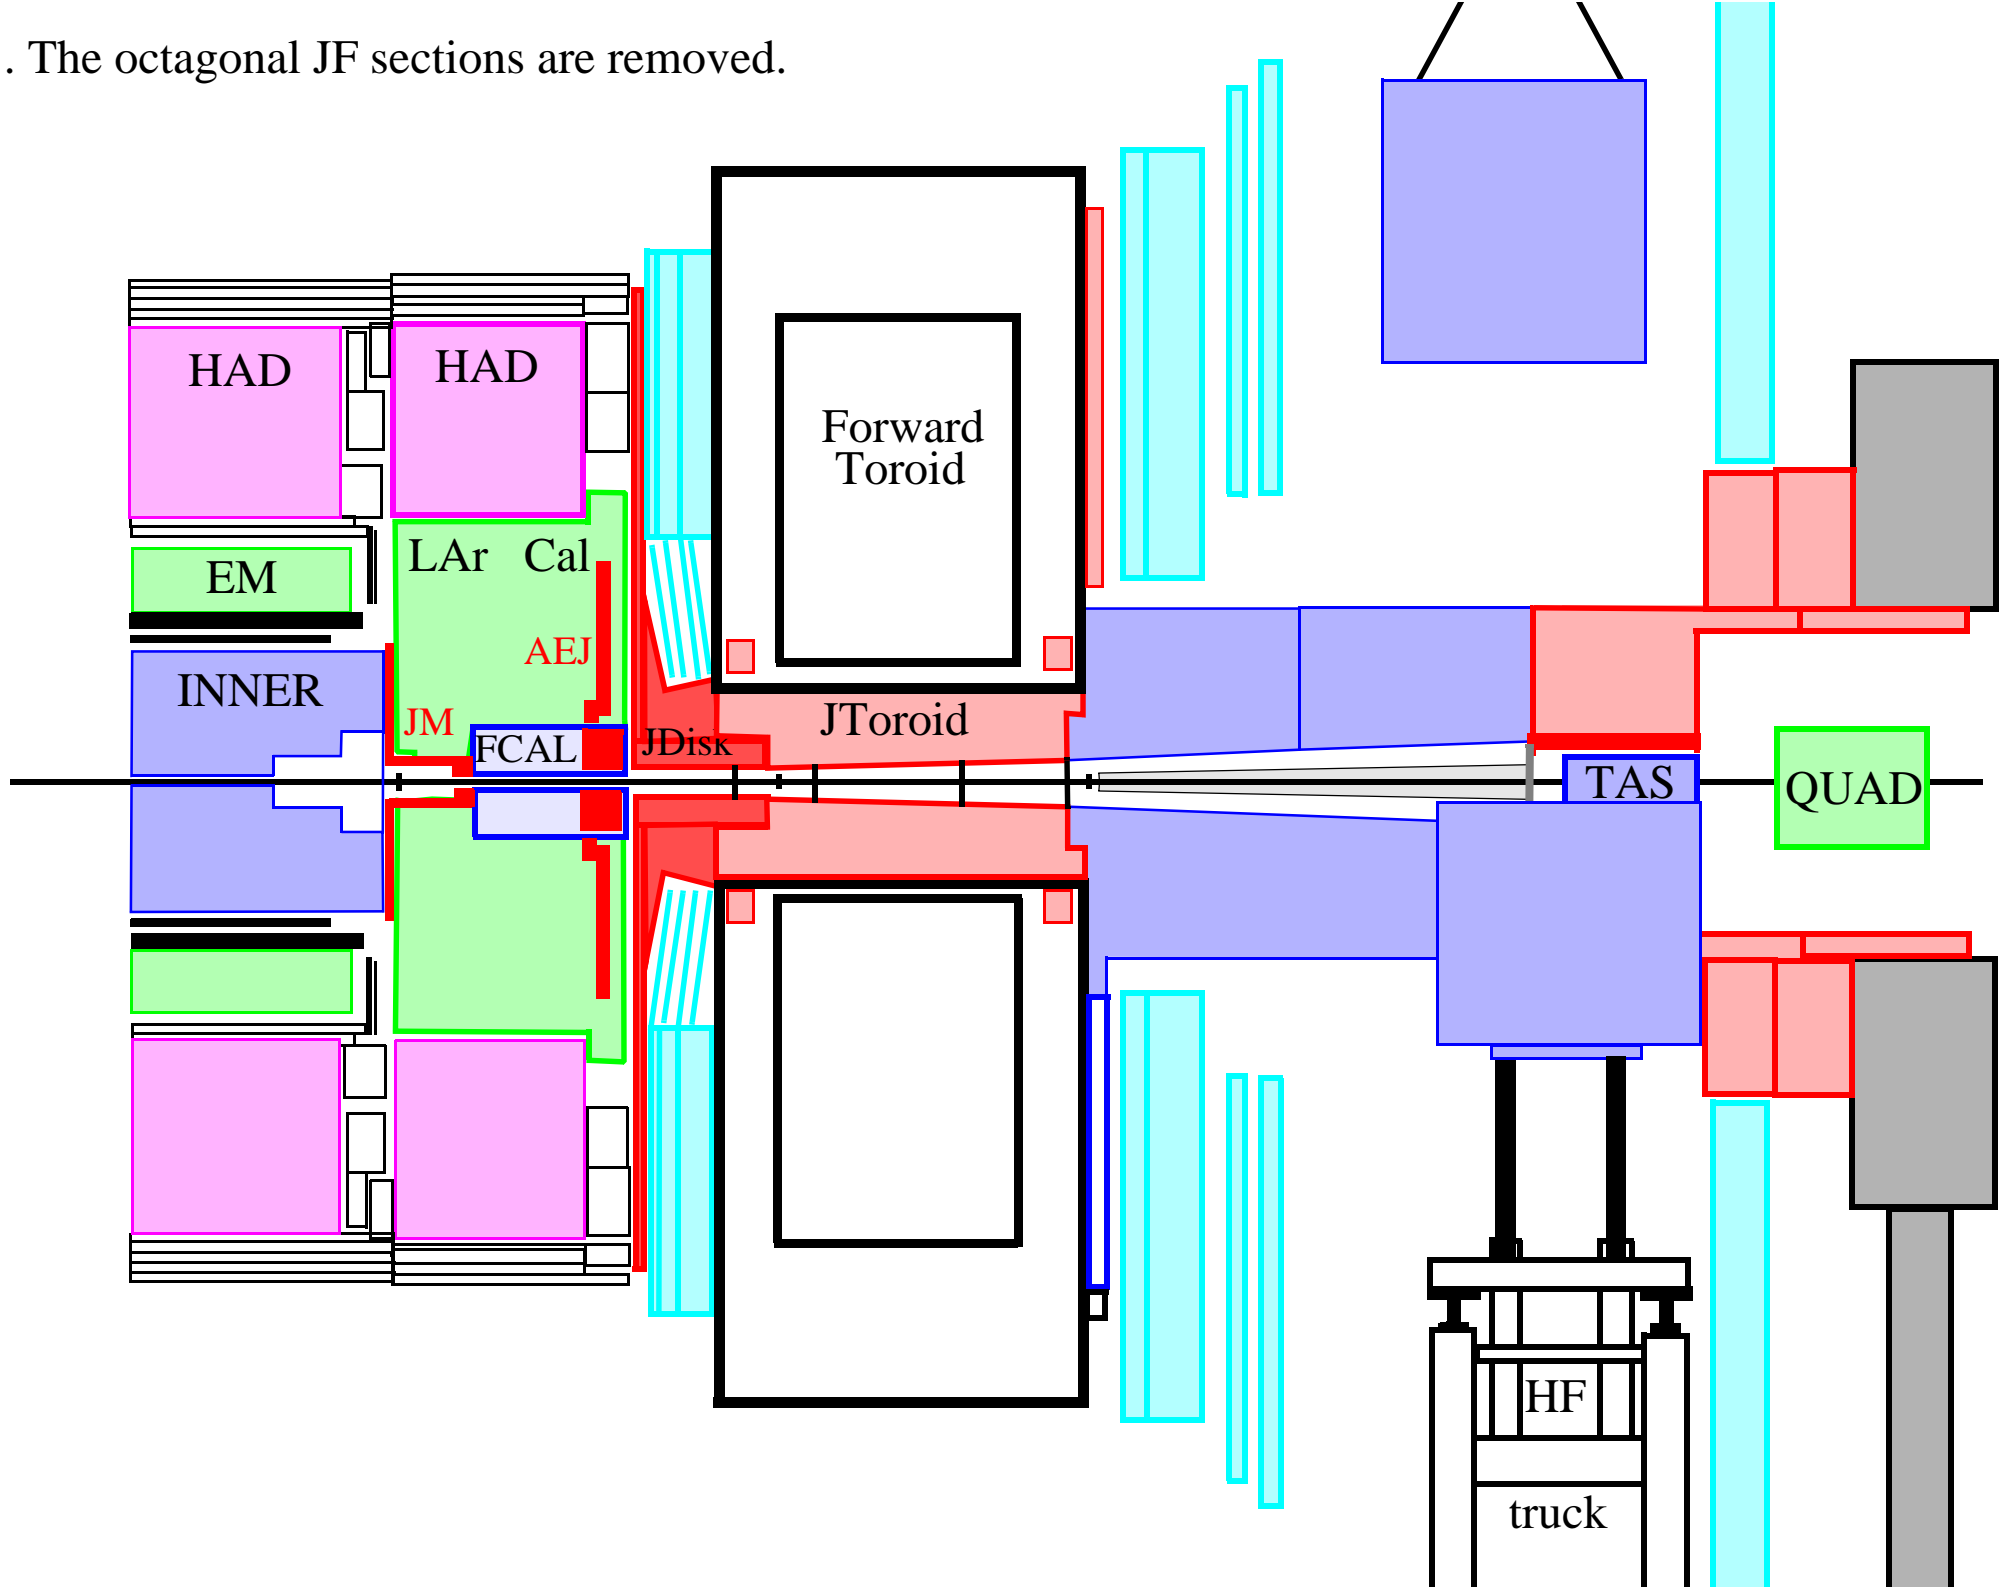 . The octagonal JF sections are removed.
HAD
HAD
Forward
Toroid
LAr Cal
EM
AEJ
INNER
JM
JToroid
FCAL
JDisk
TAS
QUAD
HF
truck